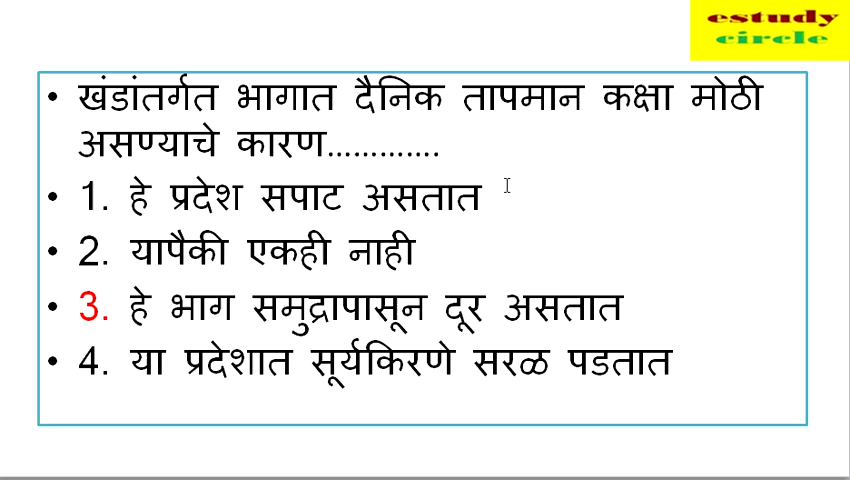 estudy
circle
• खंडांतर्गत भागात दैनिक तापमान कक्षा मोठी
असण्याचे कारण.............
• 1. हे प्रदेश सपाट असतात
• 2. यापैकी एकही नाही
• 3. हे भाग समुद्रापासून दूर असतात
• 4. या प्रदेशात सूर्यकिरणे सरळ पडतात